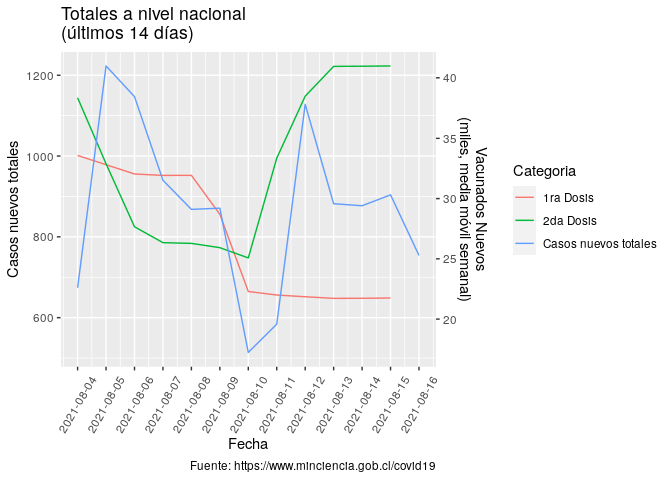 Totales a nivel nacional
(últimos 14 días)
1200
1000
800
600
Casos nuevos totales
40
35
30
25
20
Vacunados Nuevos
(miles, media móvil semanal)
2021-08-04
2021-08-05
2021-08-06
2021-08-07
2021-08-08
2021-08-09
2021-08-10
2021-08-11
2021-08-12
2021-08-13
2021-08-14
2021-08-15
2021-08-16
Fecha
Categoria
1ra Dosis
2da Dosis
Casos nuevos totales
Fuente: https://www.minciencia.gob.cl/covid19